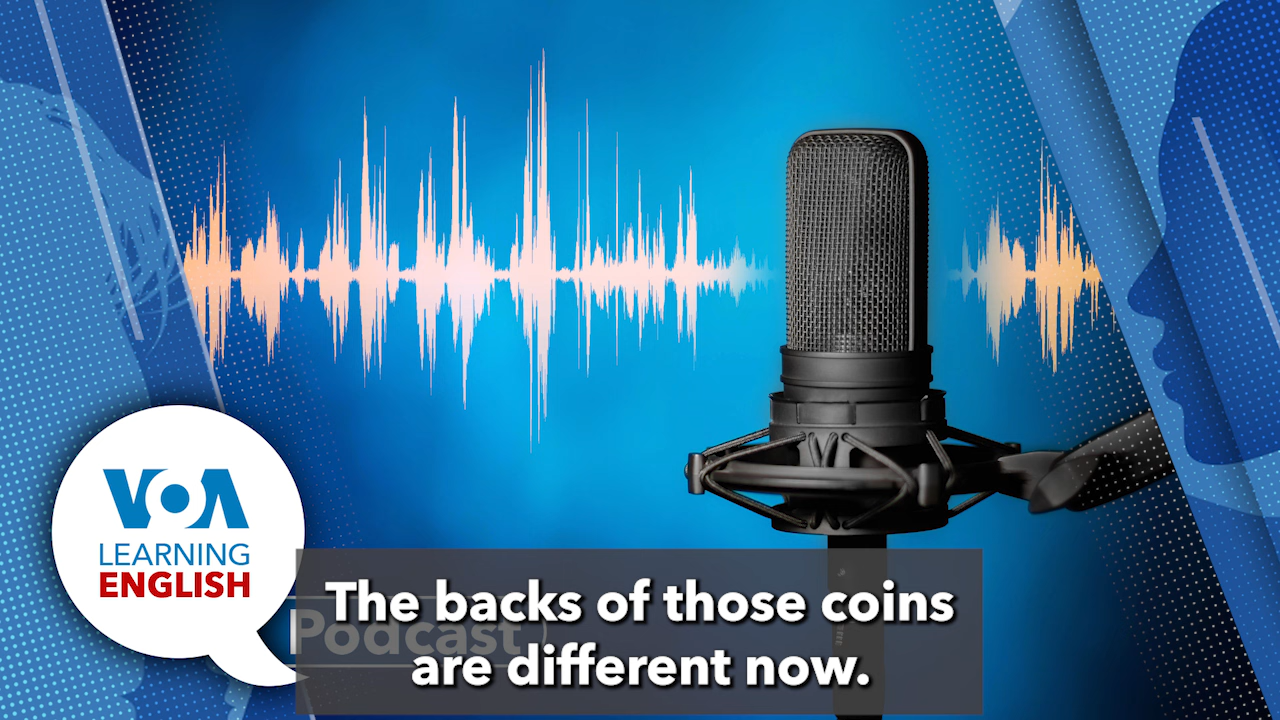 VOA
LEARNING
ENGLISH
Podcast
The backs of those coins
are different now.